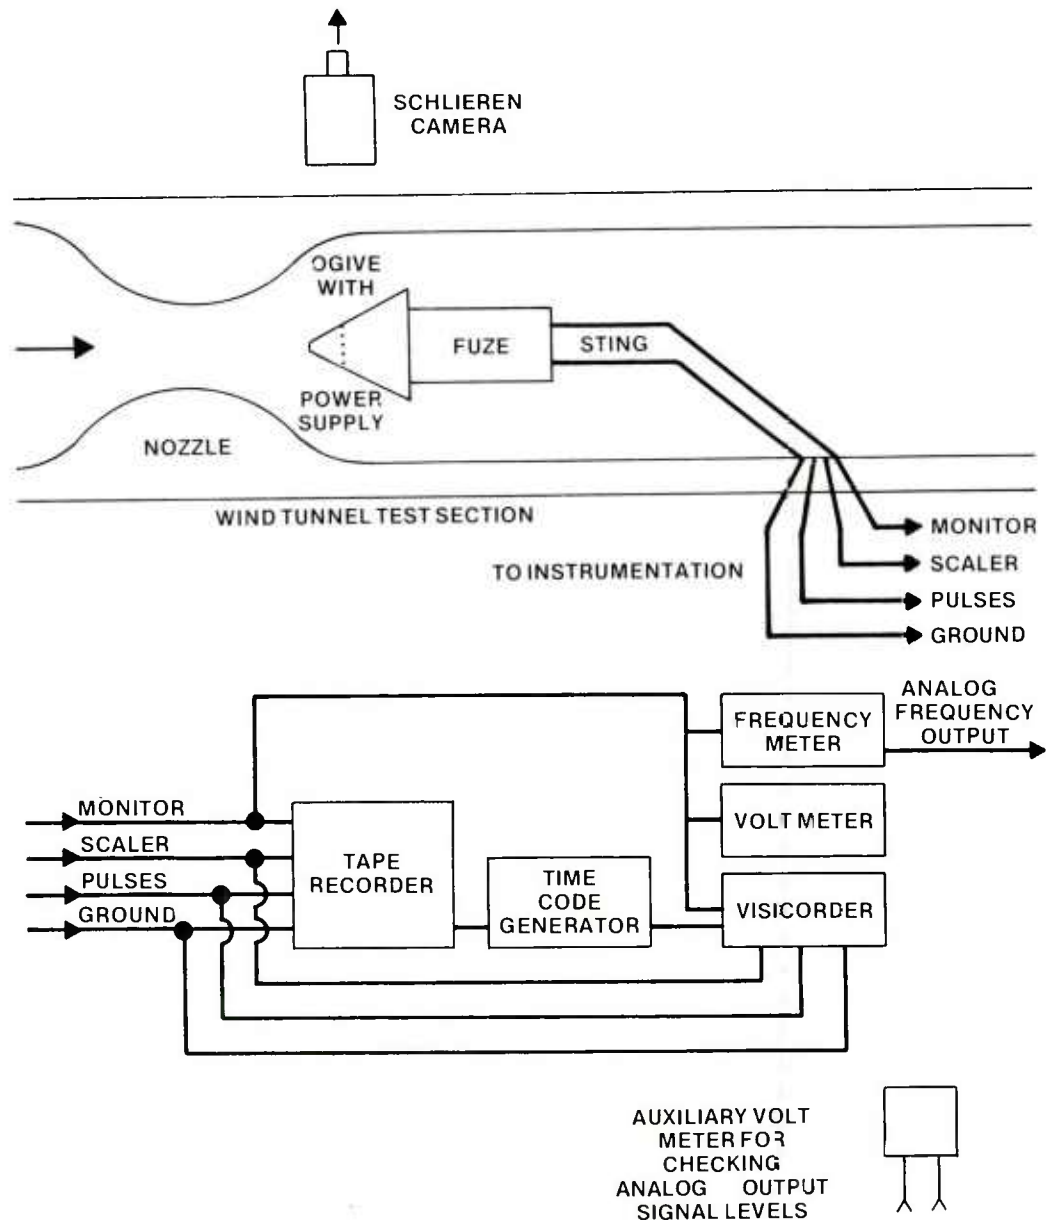 SCHLIEREN
CAMERA
OGIVE
WITH
POWER
SUPPLY
FUZE
STING
NOZZLE
WIND TUNNEL TEST SECTION
TO INSTRUMENTATION
MONITOR
SCALER
PULSES
GROUND
ANALOG
FREQUENCY
OUTPUT
FREQUENCY
METER
VOLT METER
VISICORDER
MONITOR
SCALER
PULSES
GROUND
TAPE
RECORDER
TIME
CODE
GENERATOR
AUXILIARY VOLT
METER FOR
CHECKING
ANALOG OUTPUT
SIGNAL LEVELS